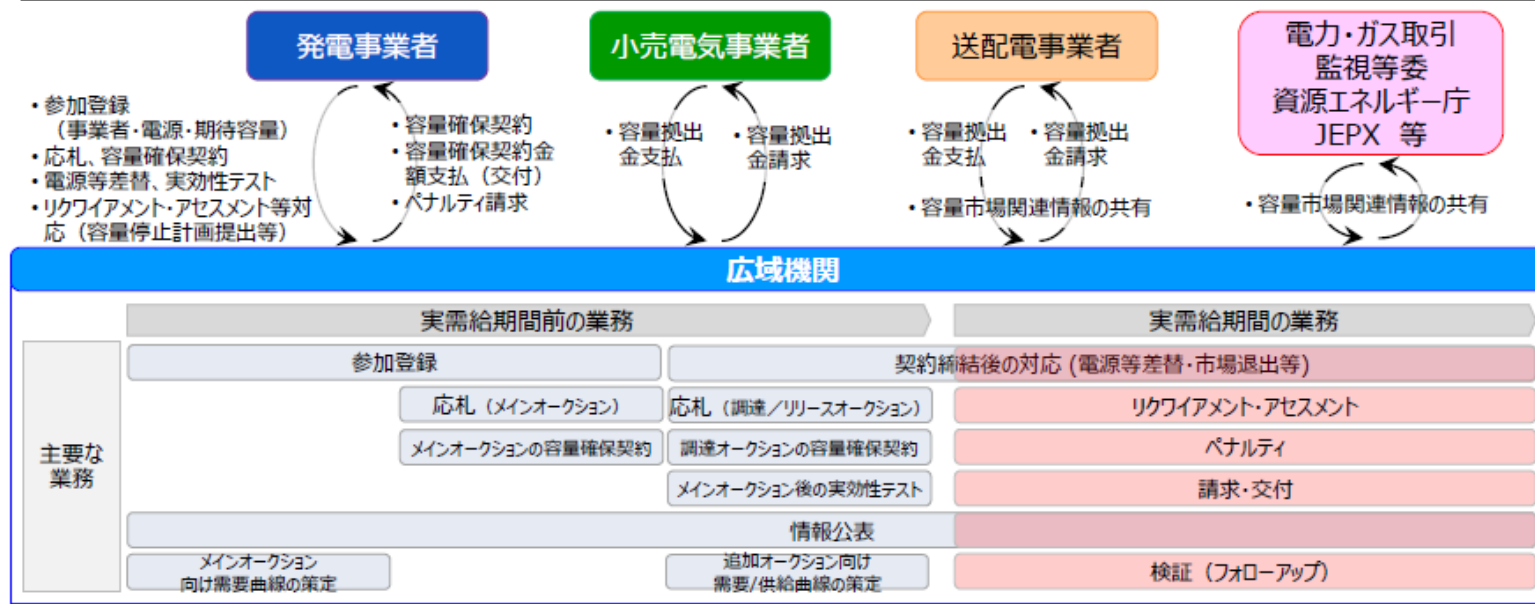 発電事業者
小売電気事業者
送配電事業者
電力・ガス取引
監視等委
資源エネルギー庁
JEPX 等
・参加登録
（事業者・電源・期待容量）
・応札、容量確保契約
・電源等差替、実効性テスト
・リクワイアメント・アセスメント等対
応（容量停止計画提出等）
・容量確保契約
・容量確保契約金
額支払（交付）
・ペナルティ請求
・容量拠出
金支払
・容量拠出
金請求
・容量拠出
金支払
・容量拠出
金請求
・容量市場関連情報の共有
・容量市場関連情報の共有
広域機関
実需給期間前の業務
実需給期間の業務
主要な
業務
参加登録
契約締結後の対応 (電源等差替・市場退出等)
応札（メインオークション）
応札（調達／リリースオークション）
リクワイアメント・アセスメント
メインオークションの容量確保契約
調達オークションの容量確保契約
ペナルティ
メインオークション後の実効性テスト
請求・交付
情報公表
メインオークション
向け需要曲線の策定
追加オークション向け
需要/供給曲線の策定
検証（フォローアップ）